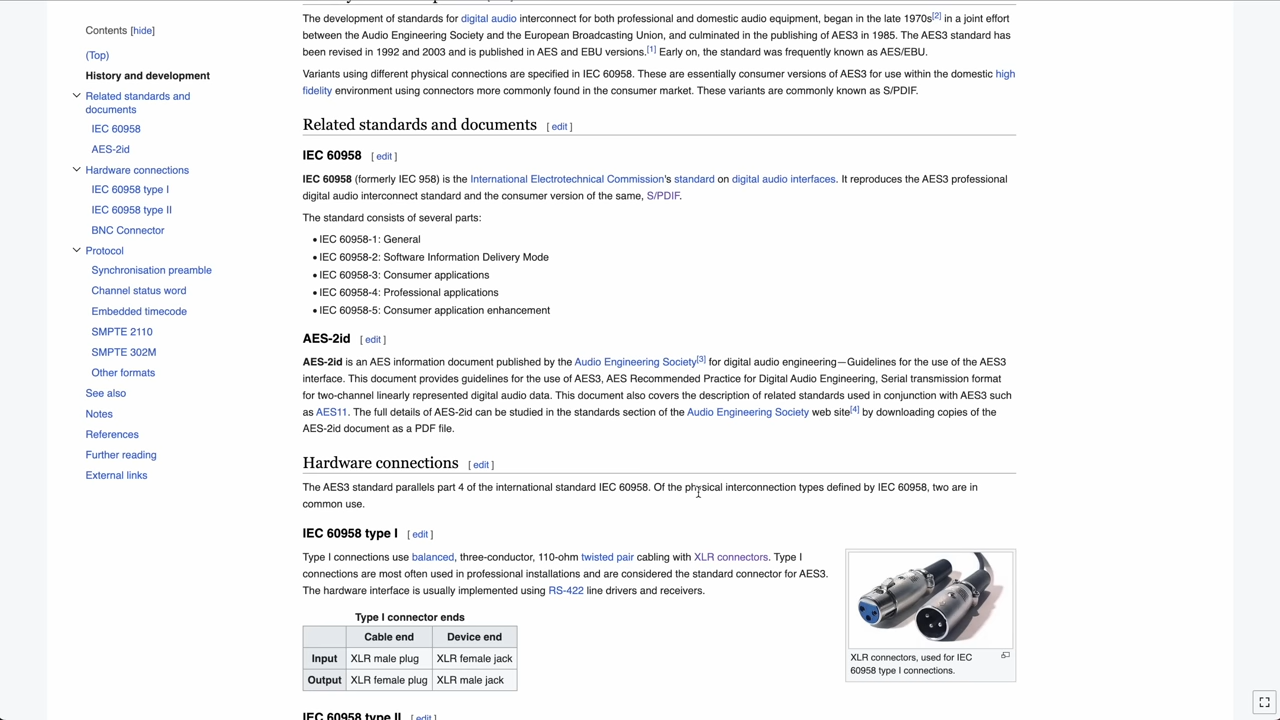 Contents [hide]
(Top)
History and development
Related standards and
documents
IEC 60958
AES-2id
Hardware connections
IEC 60958 type I
IEC 60958 type II
BNC Connector
Protocol
Synchronisation preamble
Channel status word
Embedded timecode
SMPTE 2110
SMPTE 302M
Other formats
See also
Notes
References
Further reading
External links
The development of standards for digital audio interconnect for both professional and domestic audio equipment, began in the late 1970s[2] in a joint effort
between the Audio Engineering Society and the European Broadcasting Union, and culminated in the publishing of AES3 in 1985. The AES3 standard has
been revised in 1992 and 2003 and is published in AES and EBU versions.[1] Early on, the standard was frequently known as AES/EBU.
Variants using different physical connections are specified in IEC 60958. These are essentially consumer versions of AES3 for use within the domestic high
fidelity environment using connectors more commonly found in the consumer market. These variants are commonly known as S/PDIF.
Related standards and documents [ edit ]
IEC 60958 [ edit ]
IEC 60958 (formerly IEC 958) is the International Electrotechnical Commission's standard on digital audio interfaces. It reproduces the AES3 professional
digital audio interconnect standard and the consumer version of the same, S/PDIF.
The standard consists of several parts:
• IEC 60958-1: General
• IEC 60958-2: Software Information Delivery Mode
• IEC 60958-3: Consumer applications
• IEC 60958-4: Professional applications
• IEC 60958-5: Consumer application enhancement
AES-2id [ edit ]
AES-2id is an AES information document published by the Audio Engineering Society[3] for digital audio engineering—Guidelines for the use of the AES3
interface. This document provides guidelines for the use of AES3, AES Recommended Practice for Digital Audio Engineering, Serial transmission format
for two-channel linearly represented digital audio data. This document also covers the description of related standards used in conjunction with AES3 such
as AES11. The full details of AES-2id can be studied in the standards section of the Audio Engineering Society web site[4] by downloading copies of the
AES-2id document as a PDF file.
Hardware connections [ edit ]
The AES3 standard parallels part 4 of the international standard IEC 60958. Of the physical interconnection types defined by IEC 60958, two are in
common use.
IEC 60958 type I [ edit ]
Type I connections use balanced, three-conductor, 110-ohm twisted pair cabling with XLR connectors. Type I
connections are most often used in professional installations and are considered the standard connector for AES3.
The hardware interface is usually implemented using RS-422 line drivers and receivers.
Type I connector ends
Cable end Device end
Input XLR male plug XLR female jack
Output XLR female plug XLR male jack
XLR connectors, used for IEC
60958 type I connections.
IEC 60958 type II [ edit ]